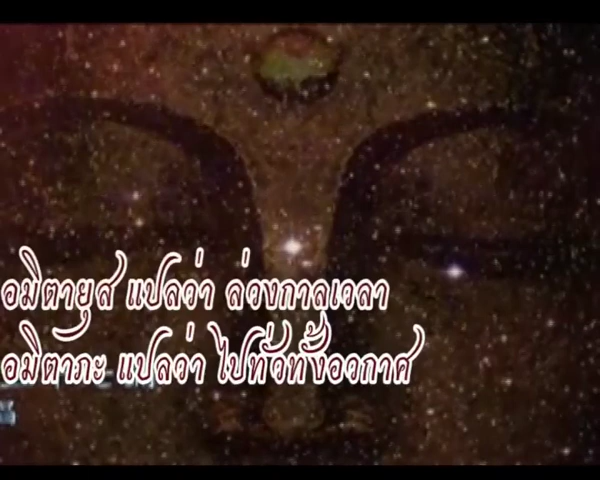 อมิตายุส แปลว่า ล่วงกาลเวลา
อมิตาภะ แปลว่า ไปทั่วทั้งอวกาศ